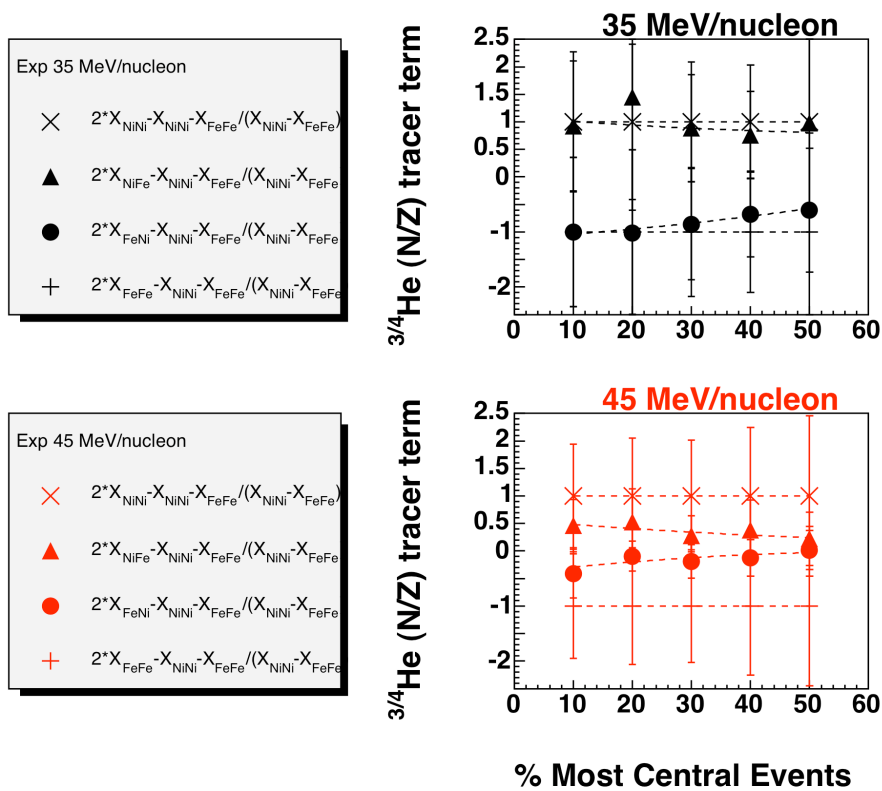 35 MeV/nucleon
Exp 35 MeV/nucleon
2*X_NiNi-X_NiNi-X_FeFe/(X_NiNi-X_FeFe)
2*X_NiFe-X_NiNi-X_FeFe/(X_NiNi-X_FeFe
2*X_FeNi-X_NiNi-X_FeFe/(X_NiNi-X_FeFe
2*X_FeFe-X_NiNi-X_FeFe/(X_NiNi-X_FeFe
3/4He (N/Z) tracer term
2.5
2
1.5
1
0.5
0
-1
-2
0 10 20 30 40 50 60
45 MeV/nucleon
Exp 45 MeV/nucleon
2*X_NiNi-X_NiNi-X_FeFe/(X_NiNi-X_FeFe)
2*X_NiFe-X_NiNi-X_FeFe/(X_NiNi-X_FeFe
2*X_FeNi-X_NiNi-X_FeFe/(X_NiNi-X_FeFe
2*X_FeFe-X_NiNi-X_FeFe/(X_NiNi-X_FeFe
3/4He (N/Z) tracer term
2.5
2
1.5
1
0.5
0
-1
-2
0 10 20 30 40 50 60
% Most Central Events